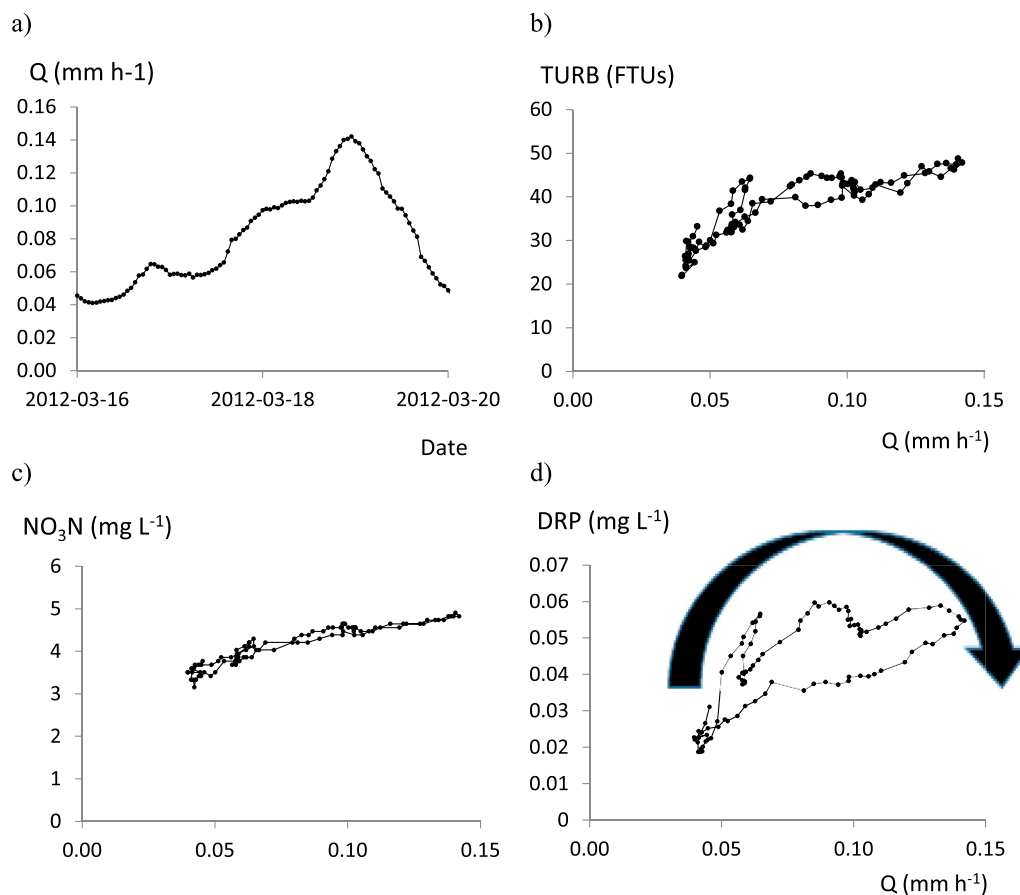 a)
Q (mm h-1)
0.16
0.14
0.12
0.10
0.08
0.06
0.04
0.02
0.00
2012-03-16 2012-03-18 2012-03-20
Date
b)
TURB (FTUs)
60
50
40
30
20
10
0
0.00 0.05 0.10 0.15
Q (mm h⁻¹)
c)
NO₃N (mg L⁻¹)
6
5
4
3
2
1
0
0.00 0.05 0.10 0.15
d)
DRP (mg L⁻¹)
0.07
0.06
0.05
0.04
0.03
0.02
0.01
0
0.00 0.05 0.10 0.15
Q (mm h⁻¹)